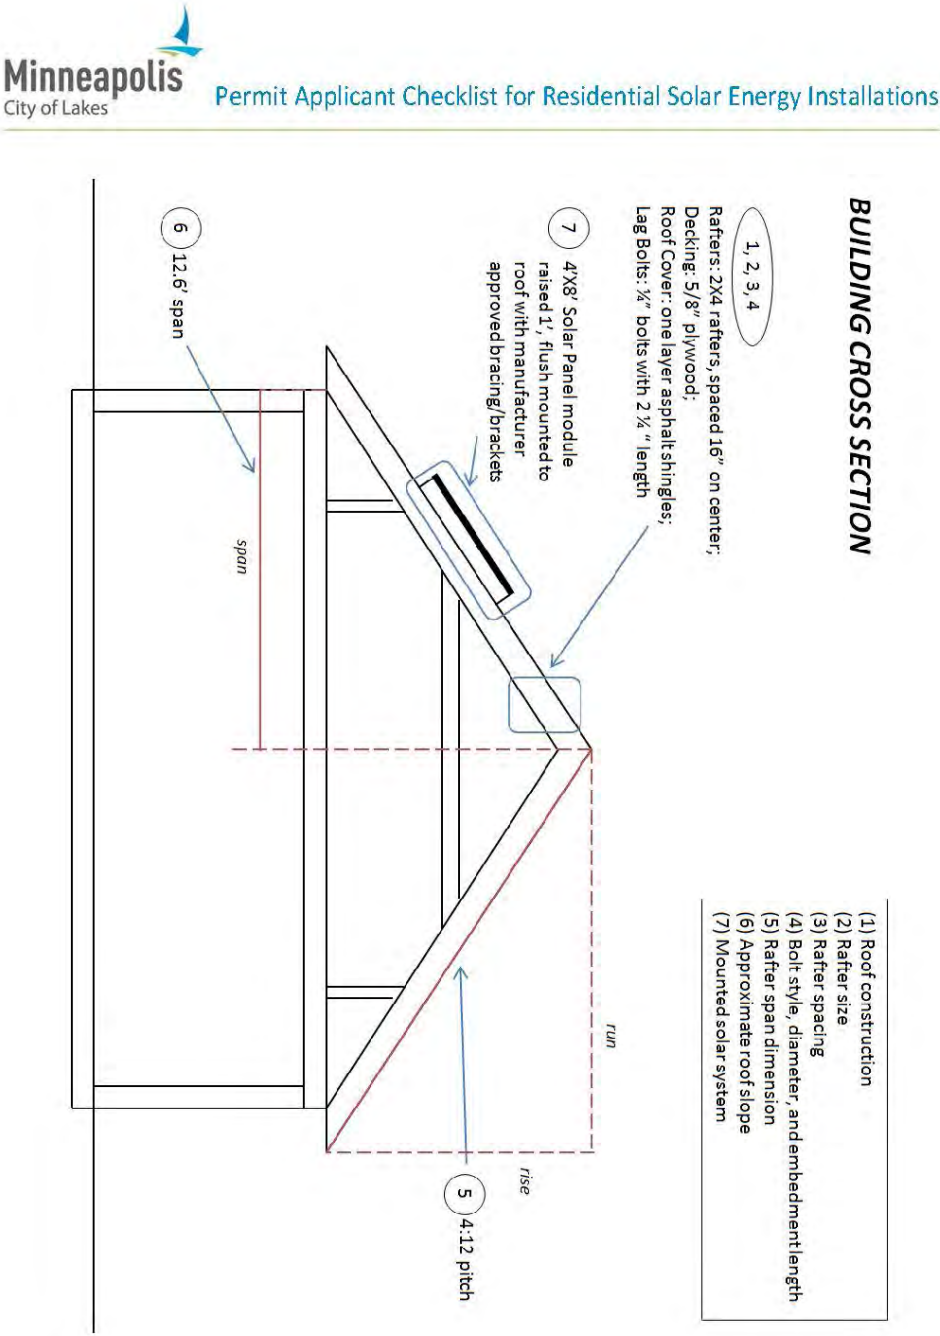 Minneapolis
City of Lakes
Permit Applicant Checklist for Residential Solar Energy Installations
BUILDING CROSS SECTION
1, 2, 3, 4
Rafters: 2X4 rafters, spaced 16” on center;
Decking: 5/8” plywood;
Roof Cover: one layer asphalt shingles;
Lag Bolts: ¼” bolts with 2 ¼ “ length
7
4’X8’ Solar Panel module
raised 1’, flush mounted to
roof with manufacturer
approved bracing/brackets
6
12.6’ span
span
(1) Roof construction
(2) Rafter size
(3) Rafter spacing
(4) Bolt style, diameter, and embedment length
(5) Rafter span dimension
(6) Approximate roof slope
(7) Mounted solar system
run
rise
5
4:12 pitch